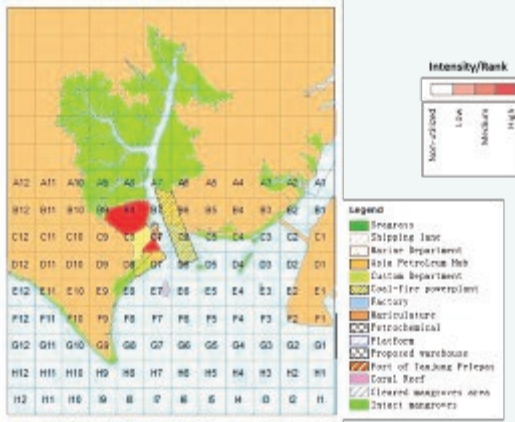 Intensity/Rank
Non-utilized
Low
Medium
High
A12 A11 A10 A9 A8 A7 A6 A5 A4 A3 A2 A1
B12 B11 B10 B9 B8 B7 B6 B5 B4 B3 B2 B1
C12 C11 C10 C9 C7 C3 C2 C1
D12 D11 D10 D9 D8 D7 D5 D4 D3 D2 D1
E12 E11 E10 E9 E8 E7 E6 E5 E4 E3 E2 E1
F12 F11 F10 F9 F8 F7 F6 F5 F4 F3 F2 F1
G12 G11 G10 G9 G8 G7 G6 G5 G4 G3 G2 G1
H12 H11 H10 H9 H8 H7 H6 H5 H4 H3 H2 H1
I12 I11 I10 I9 I8 I7 I6 I5 I4 I3 I2 I1
Legend
Seagrass
Shipping lane
Marine Department
Asia Petroleum Hub
Custom Department
Coal-fire powerplant
Factory
Mariculture
Petrochemical
Platform
Proposed warehouse
Port of Tanjung Pelepas
Coral Reef
Cleared mangroves area
Intact mangroves